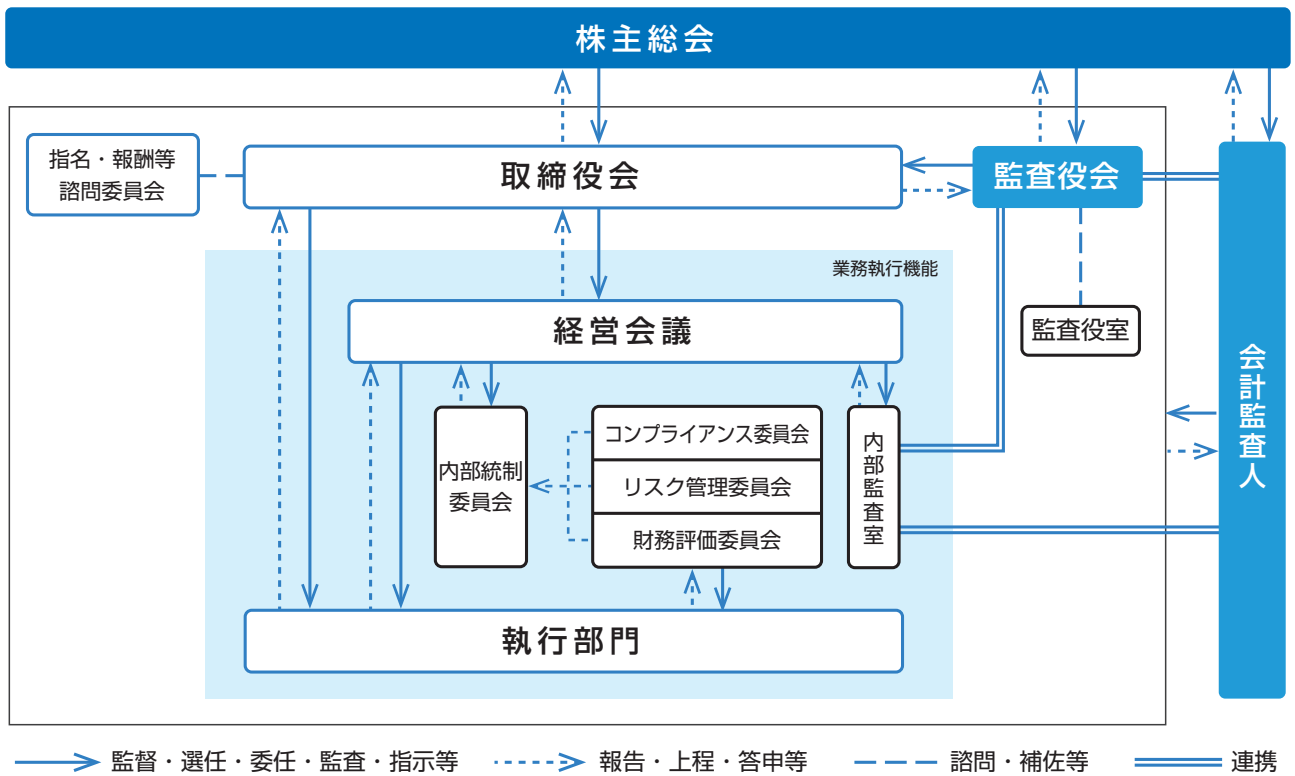 株主総会
指名・報酬等
諮問委員会
取締役会
監査役会
業務執行機能
経営会議
監査役室
会計監査人
内部統制
委員会
コンプライアンス委員会
リスク管理委員会
財務評価委員会
内部監査室
執行部門
監督・選任・委任・監査・指示等
報告・上程・答申等
諮問・補佐等
連携